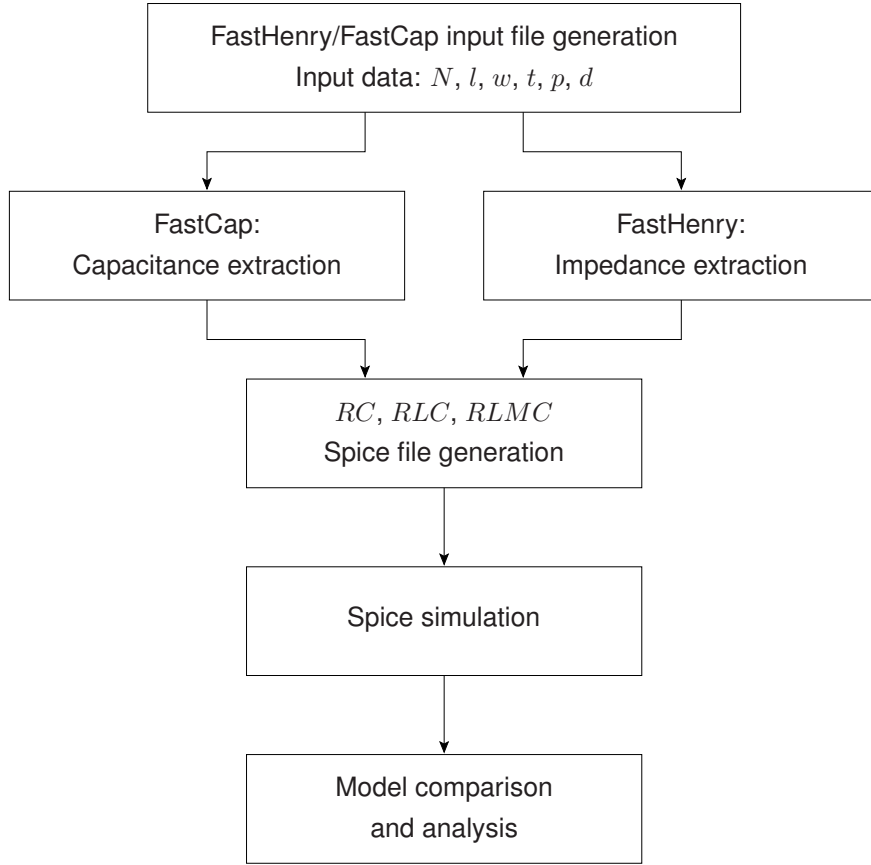 FastHenry/FastCap input file generation
Input data: N, l, w, t, p, d
FastCap:
Capacitance extraction
FastHenry:
Impedance extraction
RC, RLC, RLMC
Spice file generation
Spice simulation
Model comparison
and analysis